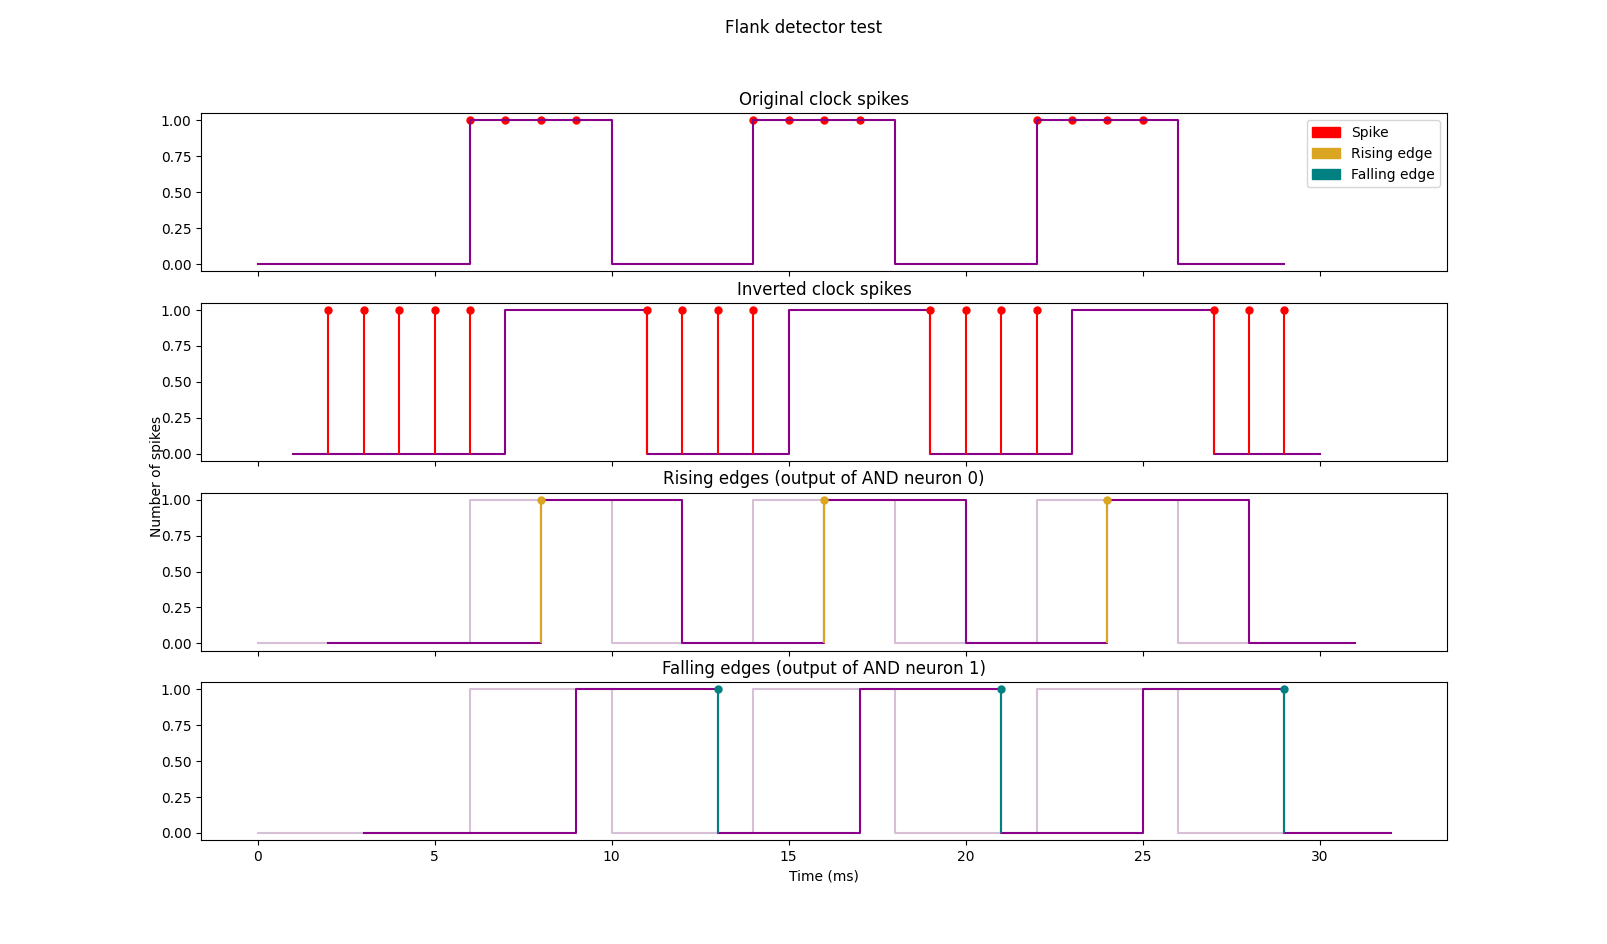 Flank detector test
Original clock spikes
1.00
0.75
0.50
0.25
0.00
Spike
Rising edge
Falling edge
Inverted clock spikes
1.00
0.75
0.50
0.25
0.00
Number of spikes
Rising edges (output of AND neuron 0)
1.00
0.75
0.50
0.25
0.00
Falling edges (output of AND neuron 1)
1.00
0.75
0.50
0.25
0.00
0 5 10 15 20 25 30
Time (ms)